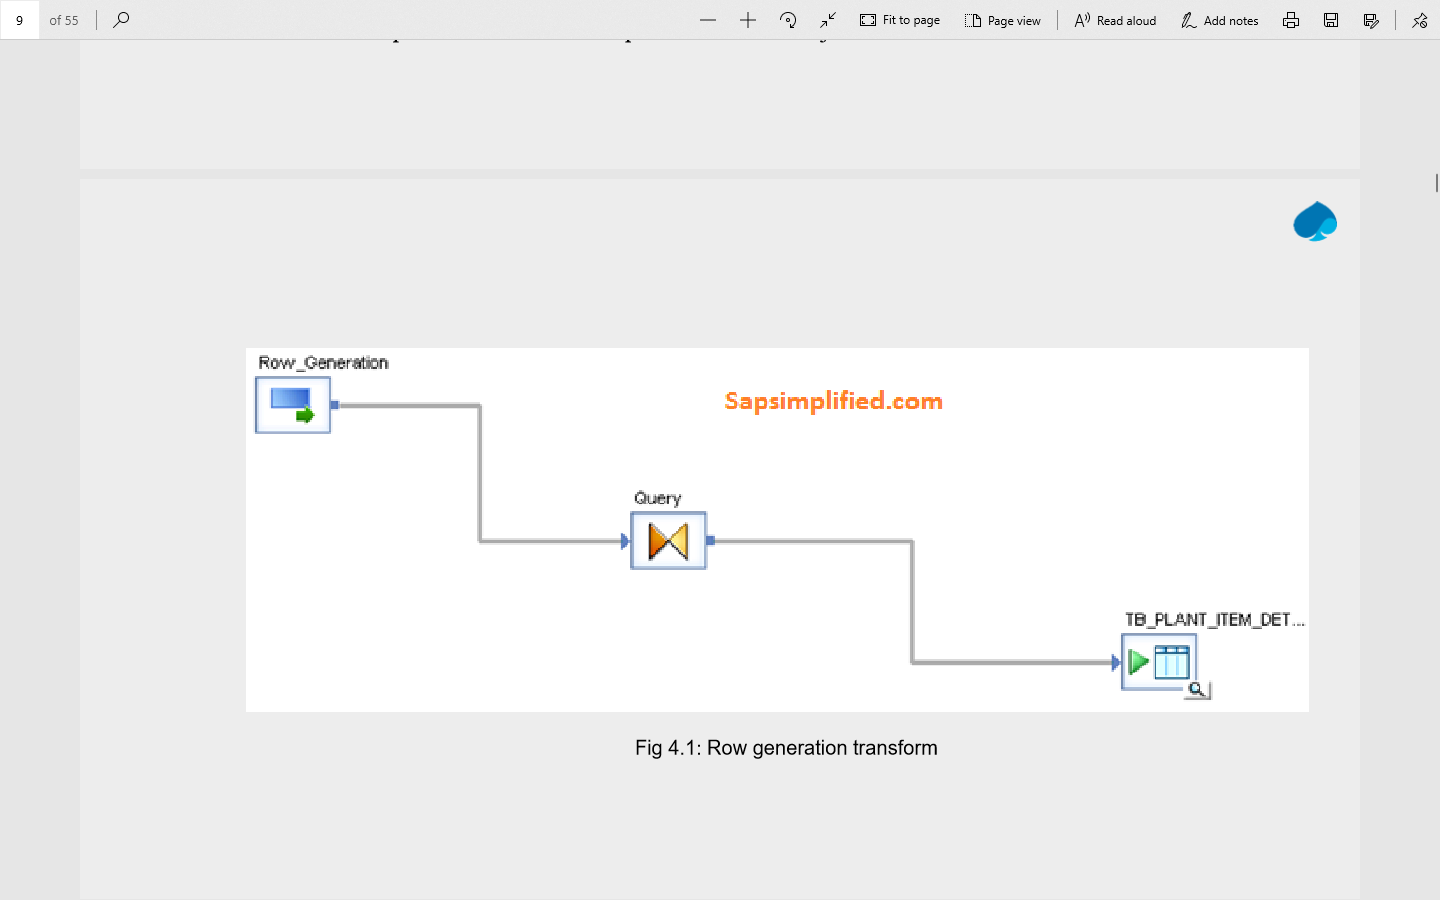 9 of 55 Fit to page Page view Read aloud Add notes
Row_Generation
Sapsimplified.com
Query
TB_PLANT_ITEM_DET...
Fig 4.1: Row generation transform